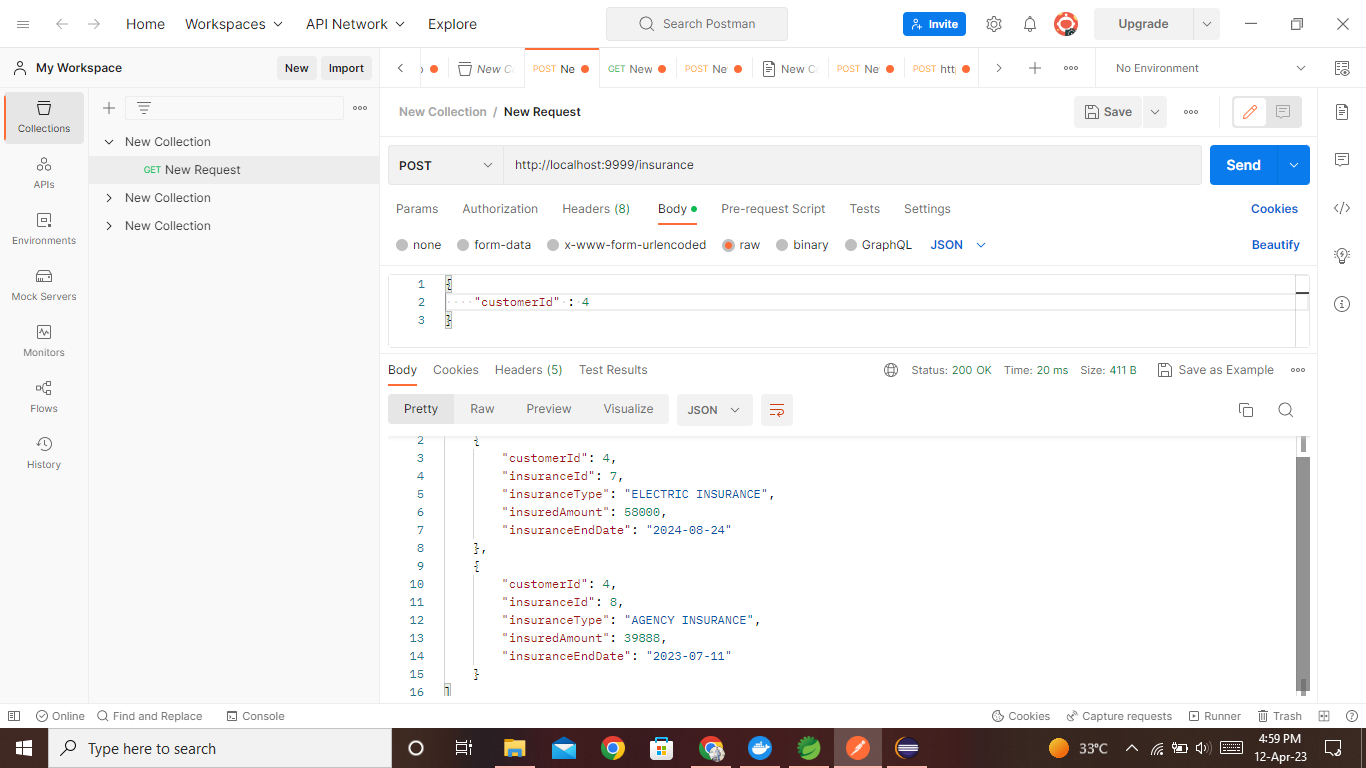 Home Workspaces API Network Explore Search Postman Invite Upgrade
My Workspace New Import
New C POST Ne GET New POST Ne New C POST Ne POST htt No Environment
Collections
APIs
Environments
Mock Servers
Monitors
Flows
History
New Collection
GET New Request
New Collection
New Collection
New Collection / New Request Save
POST http://localhost:9999/insurance Send
Params Authorization Headers (8) Body Pre-request Script Tests Settings Cookies
none form-data x-www-form-urlencoded raw binary GraphQL JSON Beautify
1 {
2 "customerId" : 4
3 }
Body Cookies Headers (5) Test Results Status: 200 OK Time: 20 ms Size: 411 B Save as Example
Pretty Raw Preview Visualize JSON
2 {
3 "customerId": 4,
4 "insuranceId": 7,
5 "insuranceType": "ELECTRIC INSURANCE",
6 "insuredAmount": 58000,
7 "insuranceEndDate": "2024-08-24"
8 },
9 {
10 "customerId": 4,
11 "insuranceId": 8,
12 "insuranceType": "AGENCY INSURANCE",
13 "insuredAmount": 39888,
14 "insuranceEndDate": "2023-07-11"
15 }
16 ]
Online Find and Replace Console Cookies Capture requests Runner Trash
Type here to search 33°C 4:59 PM
12-Apr-23